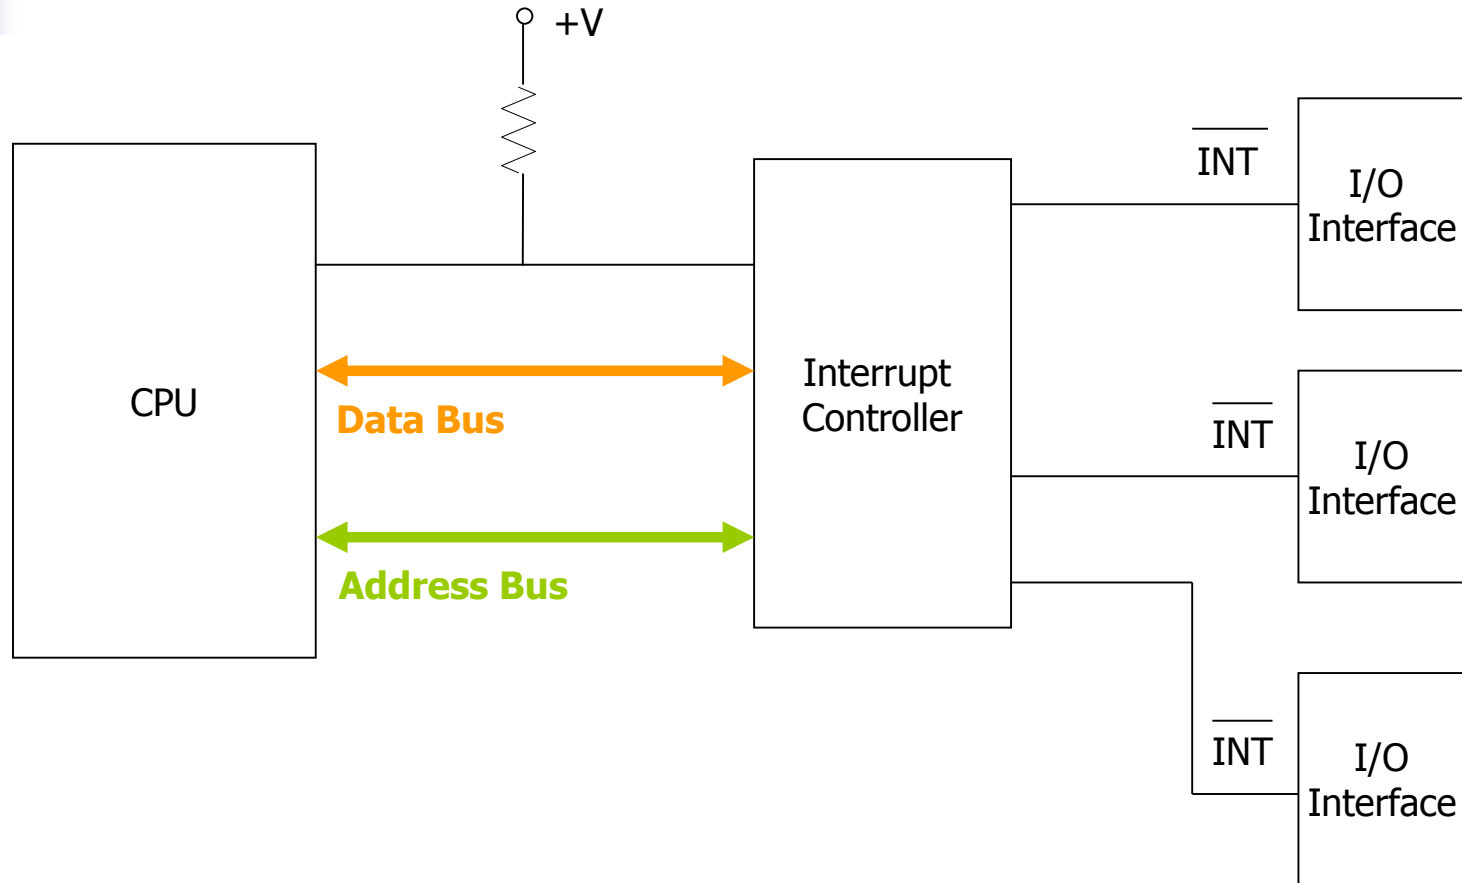 +V
INT
I/O
Interface
CPU
Interrupt
Controller
Data Bus
INT
I/O
Interface
Address Bus
INT
I/O
Interface